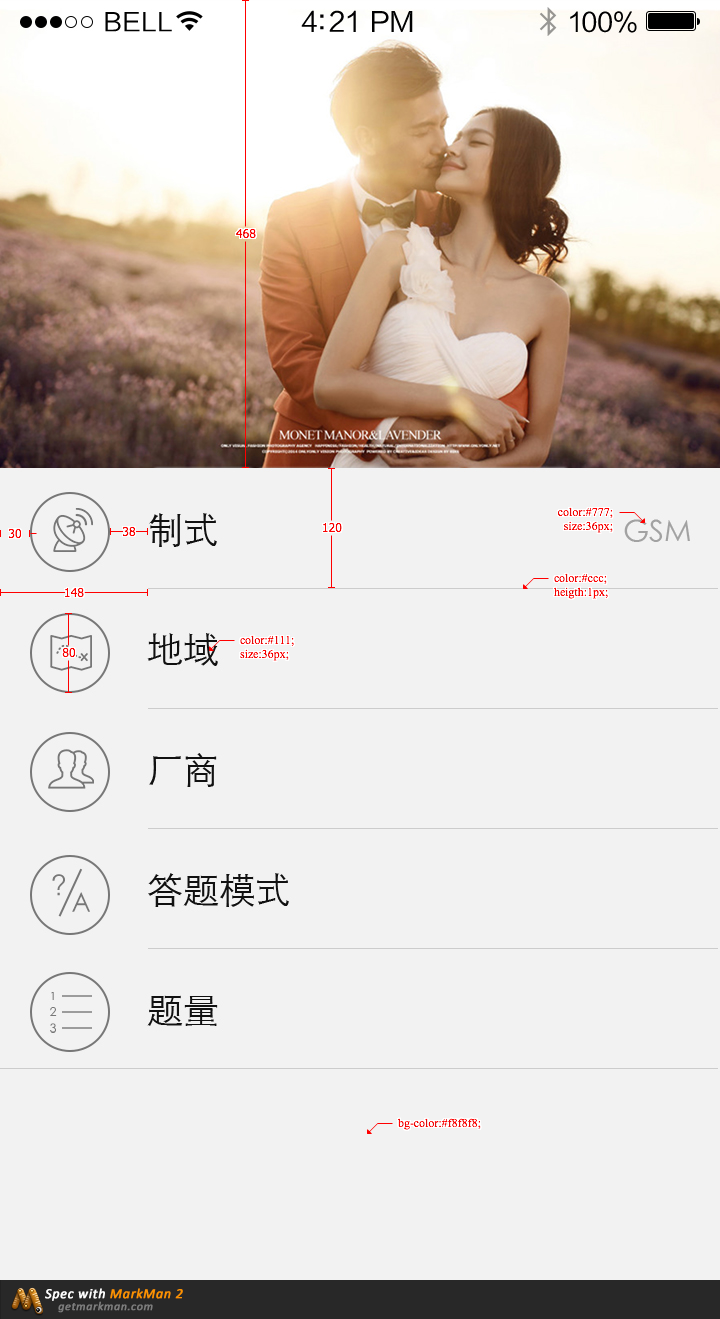 BELL 4:21 PM 100%
468
MONET MANOR&LAVENDER
制式
GSM
30
38
120
color:#777;
size:36px;
148
color:#ccc;
heigth:1px;
地域
80
color:#111;
size:36px;
厂商
?/A
答题模式
1
2
3
题量
bg-color:#f8f8f8;
Spec with MarkMan 2
getmarkman.com